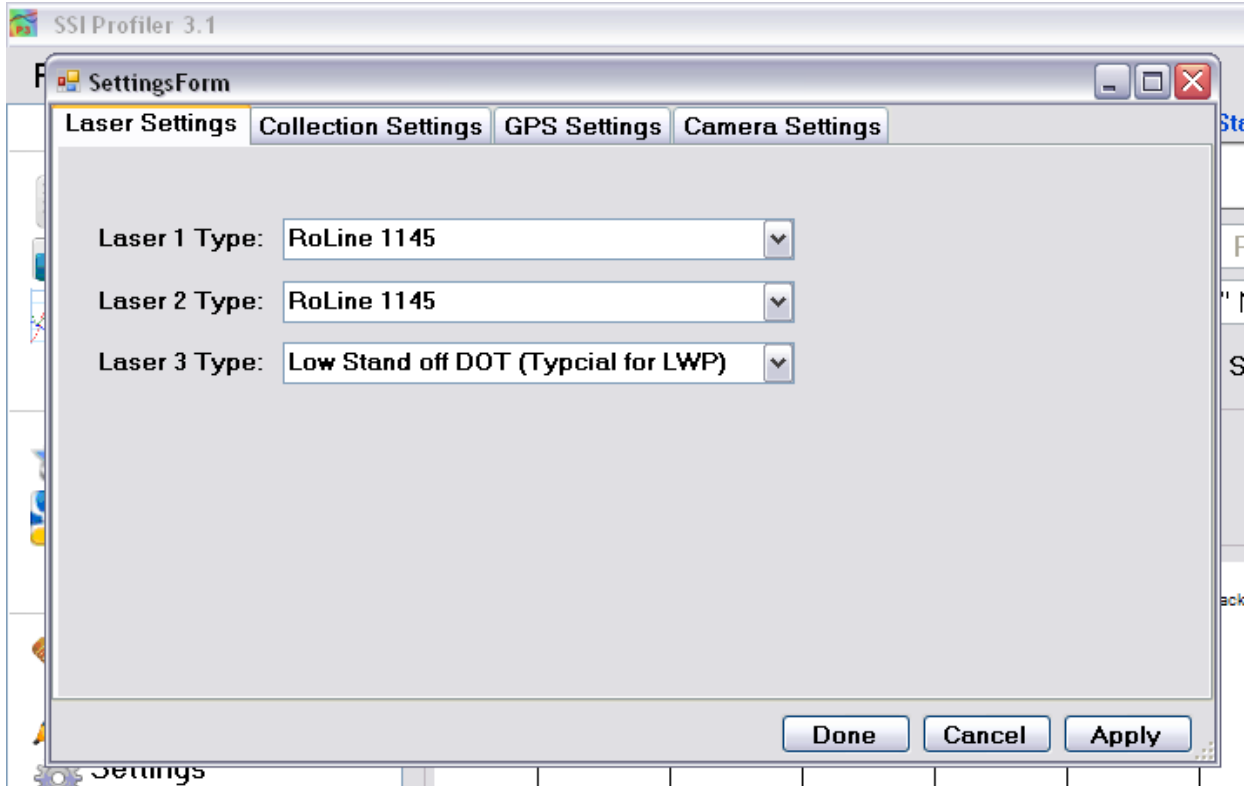 SSI Profiler 3.1
SettingsForm
Laser Settings
Collection Settings
GPS Settings
Camera Settings
Laser 1 Type:
RoLine 1145
Laser 2 Type:
RoLine 1145
Laser 3 Type:
Low Stand off DOT (Typcial for LWP)
Done
Cancel
Apply
Settings